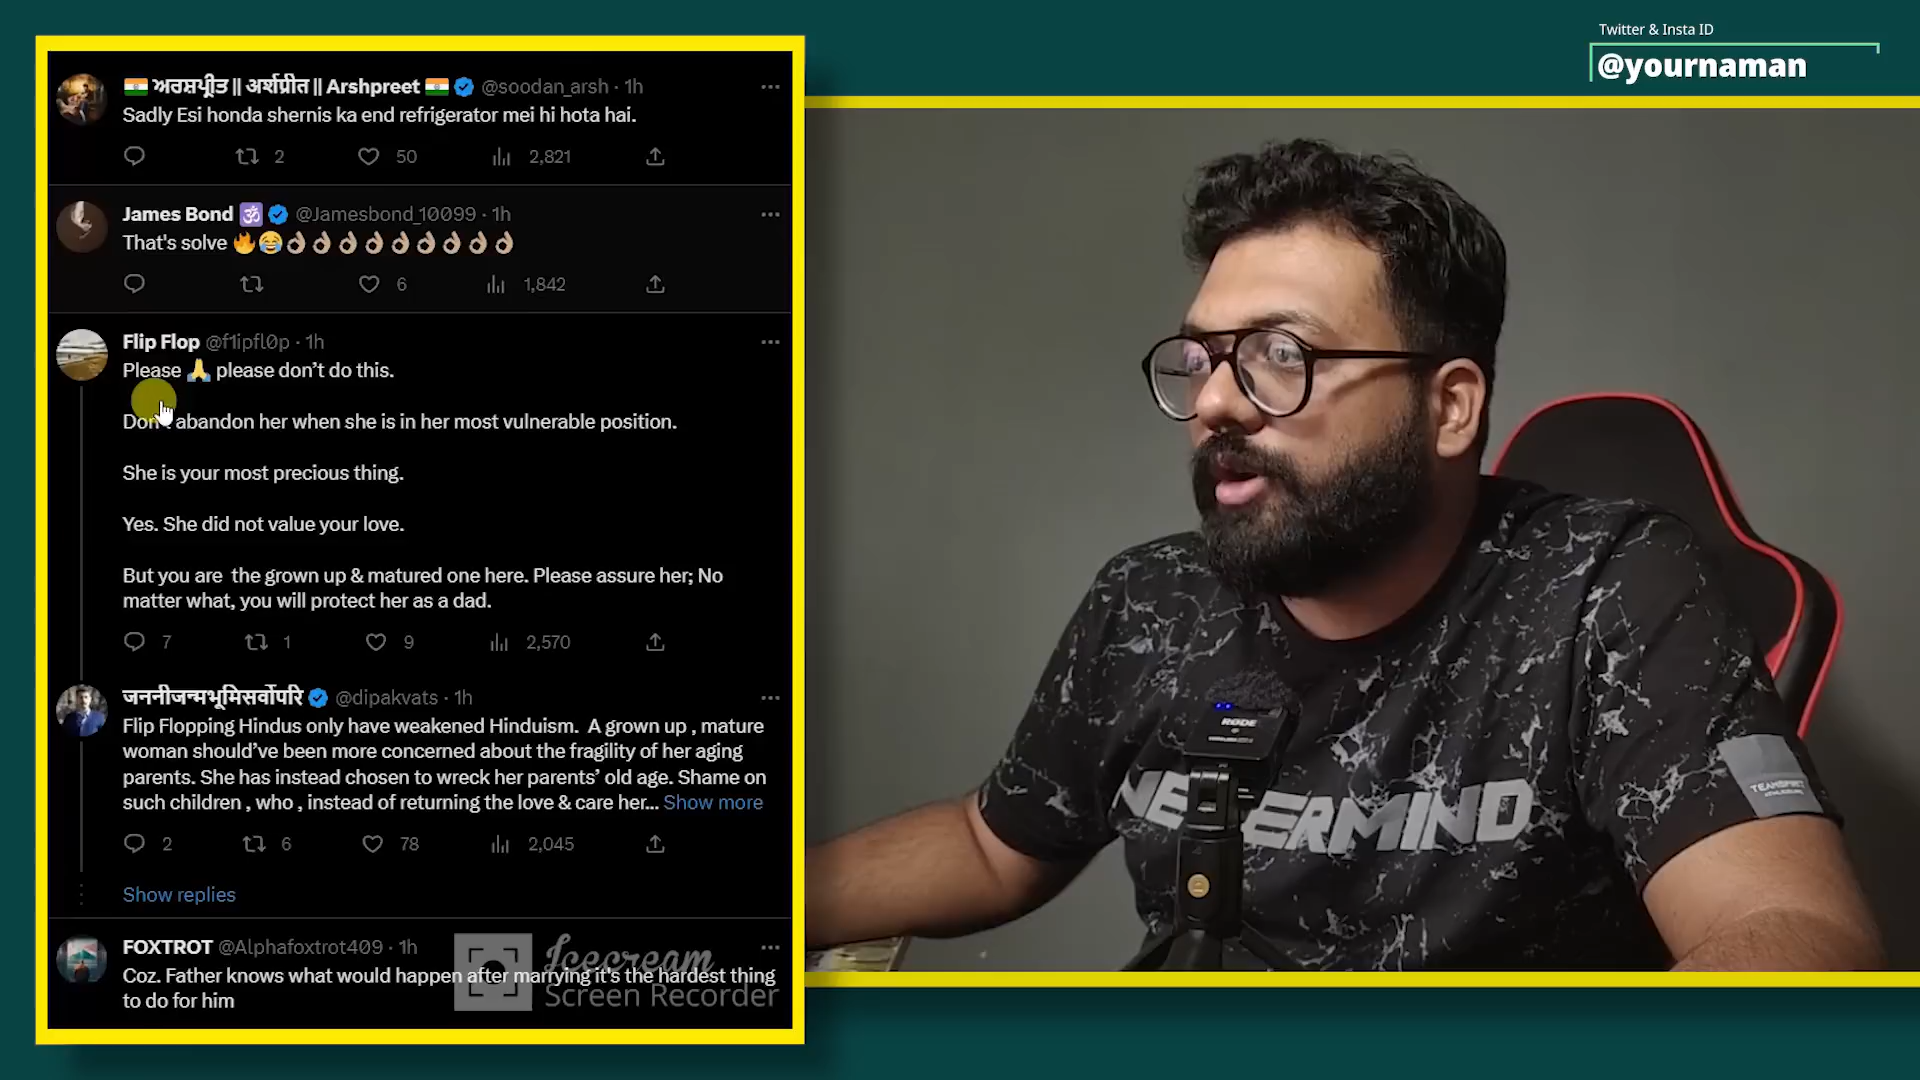 Twitter & Insta ID
@yournaman
🇮🇳 ਅਰਸ਼ਪ੍ਰੀਤ || अर्शप्रीत || Arshpreet 🇮🇳 @soodan_arsh · 1h
Sadly Esi honda shernis ka end refrigerator mei hi hota hai.
2 50 2,821
James Bond 🕉 @Jamesbond_10099 · 1h
That's solve 🔥😂👌🏼👌🏼👌🏼👌🏼👌🏼👌🏼👌🏼👌🏼👌🏼
6 1,842
Flip Flop @f1ipfl0p · 1h
Please 🙏 please don't do this.
Don't abandon her when she is in her most vulnerable position.
She is your most precious thing.
Yes. She did not value your love.
But you are the grown up & matured one here. Please assure her; No
matter what, you will protect her as a dad.
7 1 9 2,570
जननीजन्मभूमिसर्वोपरि @dipakvats · 1h
Flip Flopping Hindus only have weakened Hinduism. A grown up , mature
woman should've been more concerned about the fragility of her aging
parents. She has instead chosen to wreck her parents' old age. Shame on
such children , who , instead of returning the love & care her... Show more
2 6 78 2,045
Show replies
FOXTROT @Alphafoxtrot409 · 1h
Coz. Father knows what would happen after marrying it's the hardest thing
to do for him
Icecream
Screen Recorder
RODE
NEVERMIND
TEAMSPIRIT